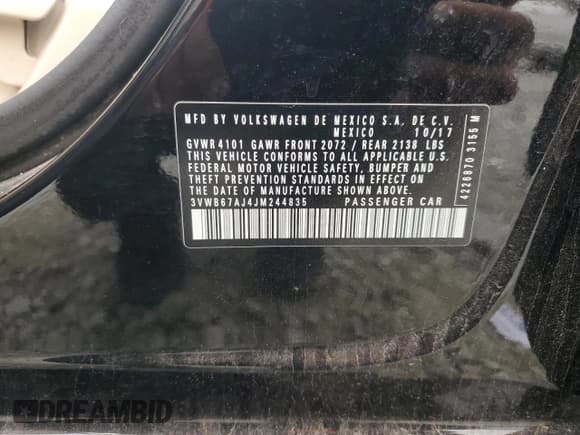 MFD BY VOLKSWAGEN DE MEXICO S.A. DE C.V.
MEXICO 10/17
GVWR 4101 GAWR FRONT 2072 / REAR 2138 LBS
THIS VEHICLE CONFORMS TO ALL APPLICABLE U.S.
FEDERAL MOTOR VEHICLE SAFETY, BUMPER AND
THEFT PREVENTION STANDARDS IN EFFECT ON
THE DATE OF MANUFACTURE SHOWN ABOVE.
3VWB67AJ4JM244835 PASSENGER CAR
4226870 3155 M
DREAMBID